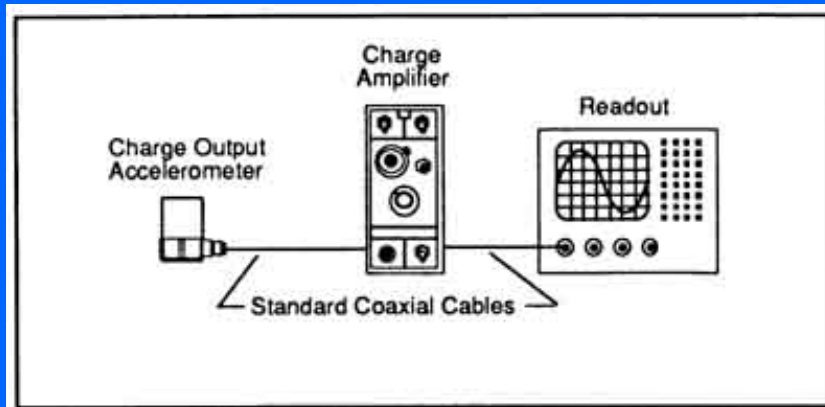 Charge
Amplifier
Readout
Charge Output
Accelerometer
Standard Coaxial Cables